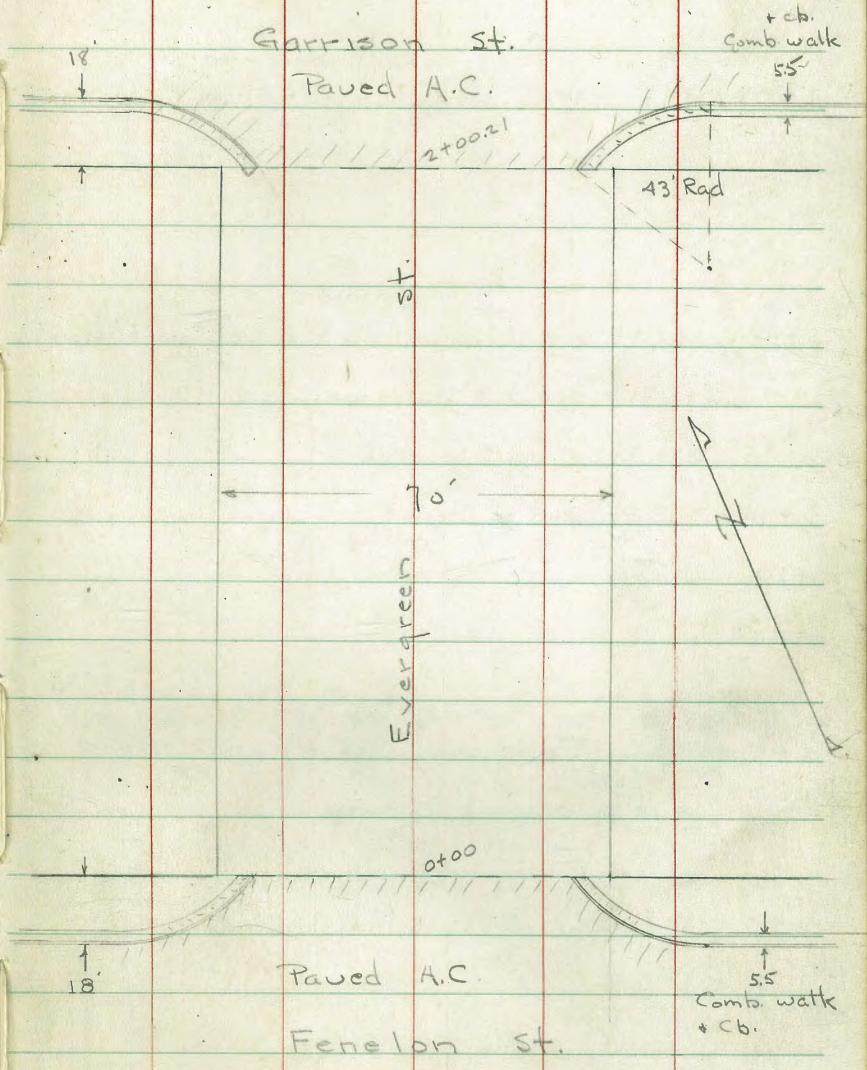 + cb.
Garrison St.
Comb. walk
18'
5.5
Paved A.C.
2+00.21
43' Rad
St.
70'
N
Evergreen
0+00
18'
Paved A.C.
5.5
Comb. walk
+ Cb.
Fenelon St.